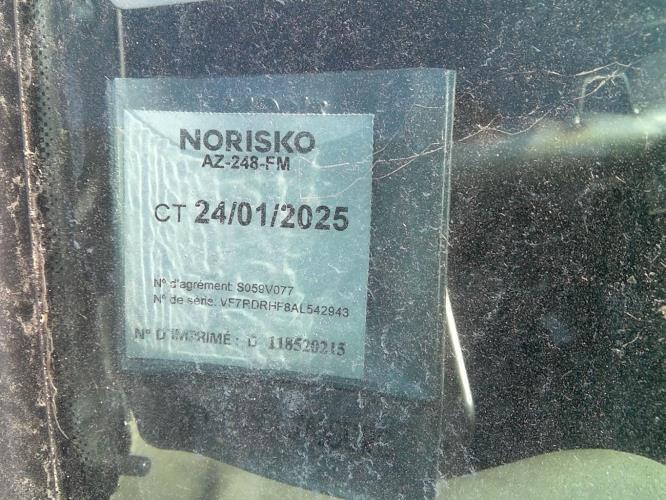 NORISKO
AZ-248-FM
CT 24/01/2025
N° d'agrément: S059V077
N° de série: VF7RDRHF8AL542943
N° D'IMPRIMÉ : D 118520215